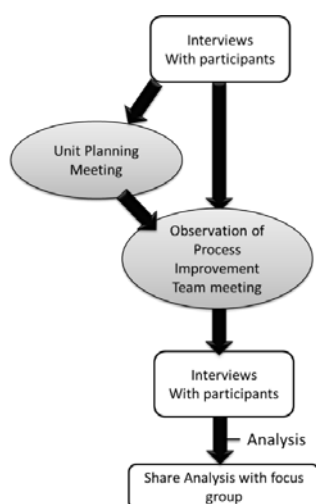 Interviews
With participants
Unit Planning
Meeting
Observation of
Process
Improvement
Team meeting
Interviews
With participants
Analysis
Share Analysis with focus
group